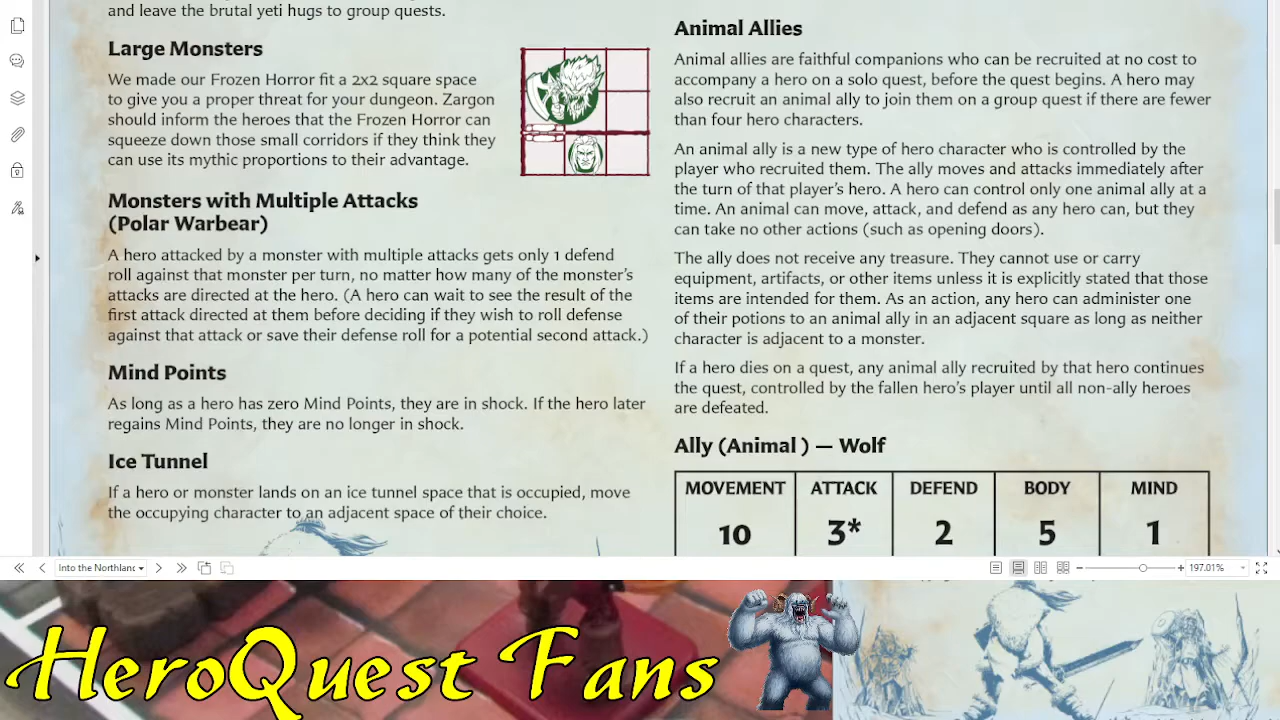 and leave the brutal yeti hugs to group quests.
Large Monsters
We made our Frozen Horror fit a 2x2 square space
to give you a proper threat for your dungeon. Zargon
should inform the heroes that the Frozen Horror can
squeeze down those small corridors if they think they
can use its mythic proportions to their advantage.
Monsters with Multiple Attacks
(Polar Warbear)
A hero attacked by a monster with multiple attacks gets only 1 defend
roll against that monster per turn, no matter how many of the monster's
attacks are directed at the hero. (A hero can wait to see the result of the
first attack directed at them before deciding if they wish to roll defense
against that attack or save their defense roll for a potential second attack.)
Mind Points
As long as a hero has zero Mind Points, they are in shock. If the hero later
regains Mind Points, they are no longer in shock.
Ice Tunnel
If a hero or monster lands on an ice tunnel space that is occupied, move
the occupying character to an adjacent space of their choice.
Animal Allies
Animal allies are faithful companions who can be recruited at no cost to
accompany a hero on a solo quest, before the quest begins. A hero may
also recruit an animal ally to join them on a group quest if there are fewer
than four hero characters.
An animal ally is a new type of hero character who is controlled by the
player who recruited them. The ally moves and attacks immediately after
the turn of that player's hero. A hero can control only one animal ally at a
time. An animal can move, attack, and defend as any hero can, but they
can take no other actions (such as opening doors).
The ally does not receive any treasure. They cannot use or carry
equipment, artifacts, or other items unless it is explicitly stated that those
items are intended for them. As an action, any hero can administer one
of their potions to an animal ally in an adjacent square as long as neither
character is adjacent to a monster.
If a hero dies on a quest, any animal ally recruited by that hero continues
the quest, controlled by the fallen hero's player until all non-ally heroes
are defeated.
Ally (Animal ) — Wolf
MOVEMENT ATTACK DEFEND BODY MIND
10 3* 2 5 1
Into the Northlanc
197.01%
HeroQuest Fans